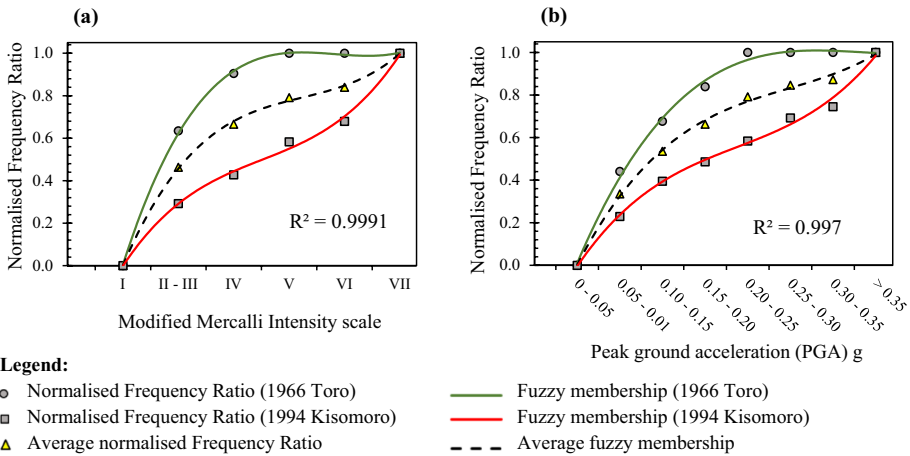 (a)
Normalised Frequency Ratio
1.0
0.8
0.6
0.4
0.2
0.0
R² = 0.9991
I II - III IV V VI VII
Modified Mercalli Intensity scale
(b)
Normalised Frequency Ratio
1.0
0.8
0.6
0.4
0.2
0.0
R² = 0.997
0 - 0.05
0.05 - 0.01
0.10 - 0.15
0.15 - 0.20
0.20 - 0.25
0.25 - 0.30
0.30 - 0.35
> 0.35
Peak ground acceleration (PGA) g
Legend:
Normalised Frequency Ratio (1966 Toro)
Normalised Frequency Ratio (1994 Kisomoro)
Average normalised Frequency Ratio
Fuzzy membership (1966 Toro)
Fuzzy membership (1994 Kisomoro)
Average fuzzy membership